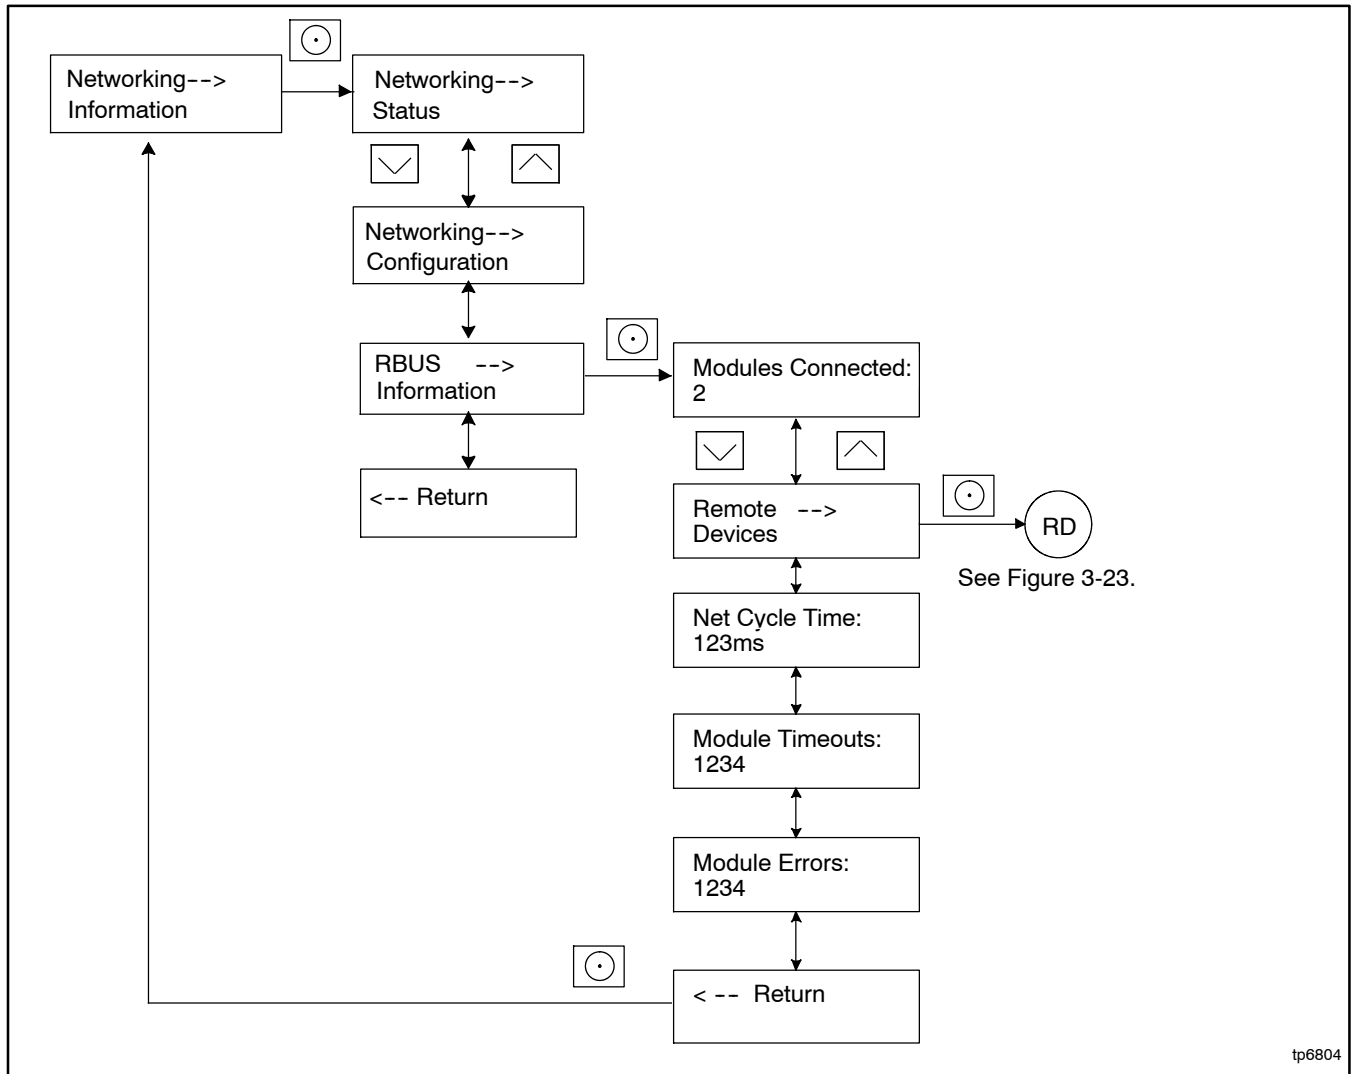 Networking-->
Information
Networking-->
Status
Networking-->
Configuration
RBUS -->
Information
<-- Return
Modules Connected:
2
Remote -->
Devices
RD
See Figure 3-23.
Net Cycle Time:
123ms
Module Timeouts:
1234
Module Errors:
1234
< -- Return
tp6804